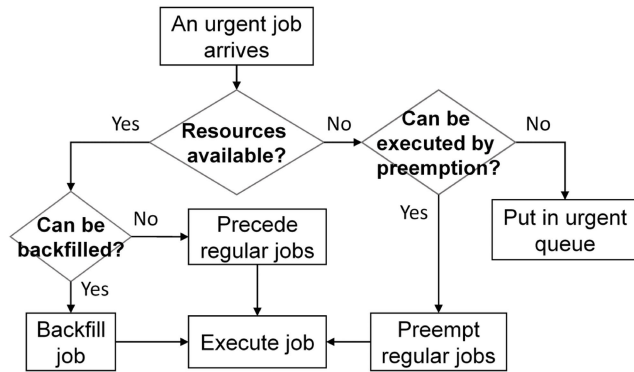 An urgent job
arrives
Yes
Resources
available?
No
Can be
executed by
preemption?
No
Can be
backfilled?
No
Precede
regular jobs
Yes
Put in urgent
queue
Yes
Backfill
job
Execute job
Preempt
regular jobs